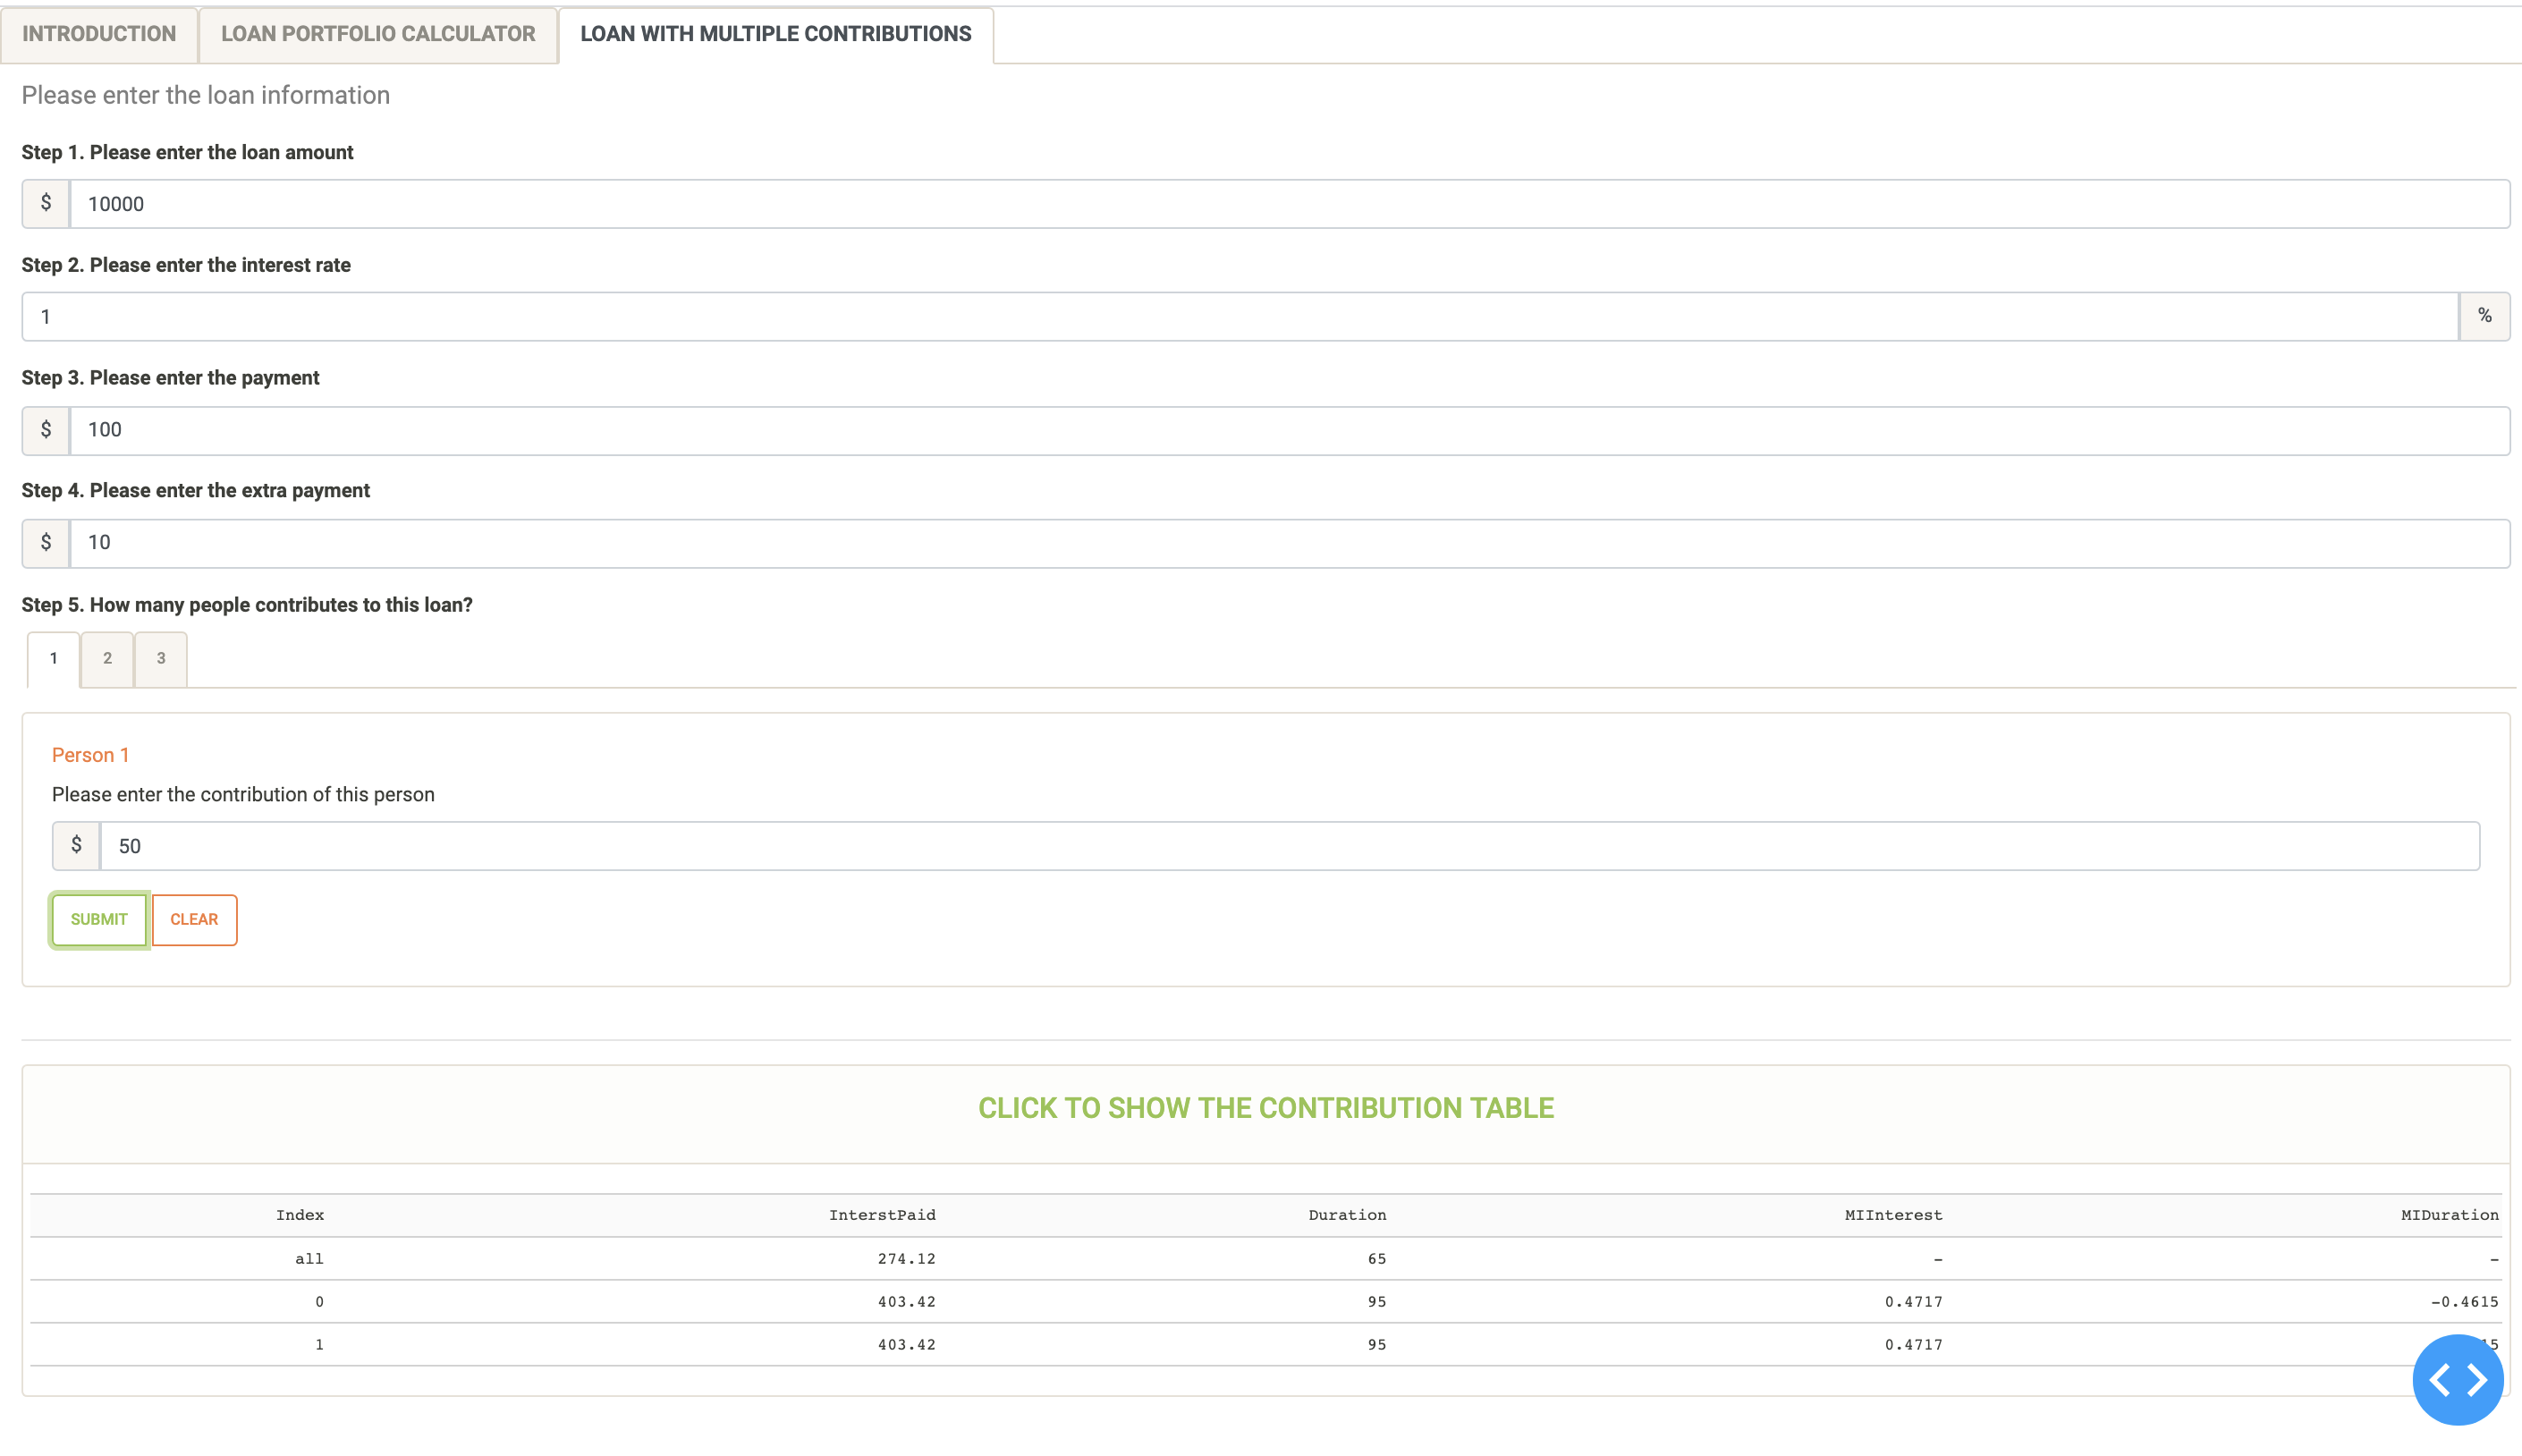 INTRODUCTION LOAN PORTFOLIO CALCULATOR LOAN WITH MULTIPLE CONTRIBUTIONS
Please enter the loan information
Step 1. Please enter the loan amount
$ 10000
Step 2. Please enter the interest rate
1 %
Step 3. Please enter the payment
$ 100
Step 4. Please enter the extra payment
$ 10
Step 5. How many people contributes to this loan?
1 2 3
Person 1
Please enter the contribution of this person
$ 50
SUBMIT CLEAR
CLICK TO SHOW THE CONTRIBUTION TABLE
Index InterstPaid Duration MIInterest MIDuration
all 274.12 65 – –
0 403.42 95 0.4717 -0.4615
1 403.42 95 0.4717